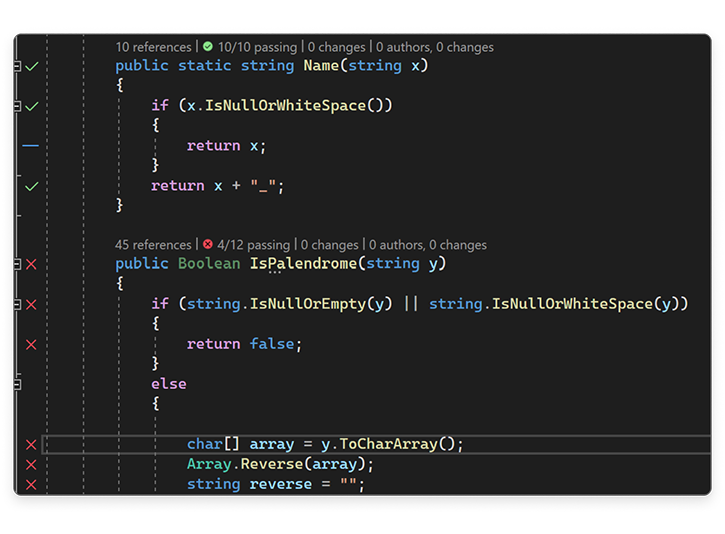 10 references | 10/10 passing | 0 changes | 0 authors, 0 changes
public static string Name(string x)
{
if (x.IsNullOrWhiteSpace())
{
return x;
}
return x + "_";
}
45 references | 4/12 passing | 0 changes | 0 authors, 0 changes
public Boolean IsPalendrome(string y)
{
if (string.IsNullOrEmpty(y) || string.IsNullOrWhiteSpace(y))
{
return false;
}
else
{
char[] array = y.ToCharArray();
Array.Reverse(array);
string reverse = "";